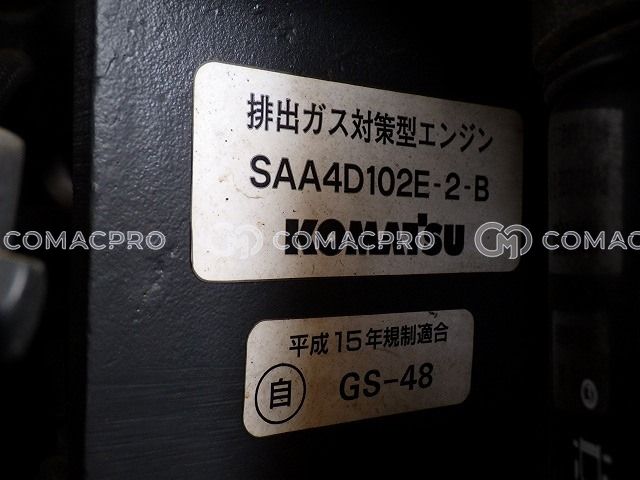 排出ガス対策型エンジン
SAA4D102E-2-B
KOMATSU
COMACPRO COMACPRO COMACPRO
平成15年規制適合
自 GS-48